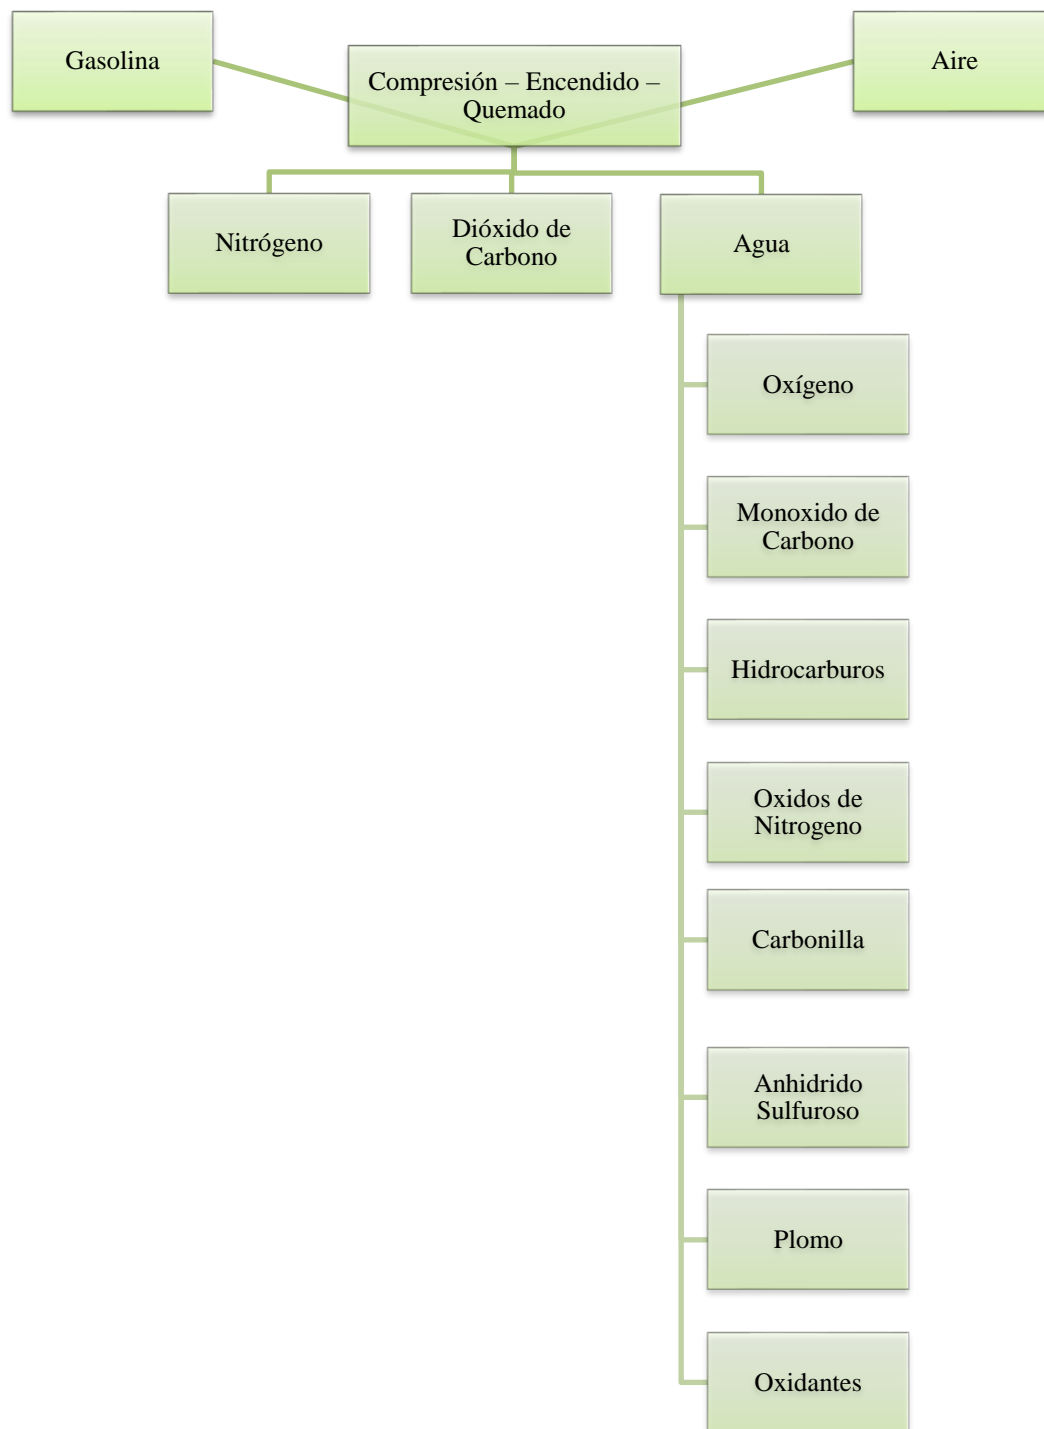 Gasolina
Compresión – Encendido –
Quemado
Aire
Nitrógeno
Dióxido de
Carbono
Agua
Oxígeno
Monoxido de
Carbono
Hidrocarburos
Oxidos de
Nitrogeno
Carbonilla
Anhidrido
Sulfuroso
Plomo
Oxidantes